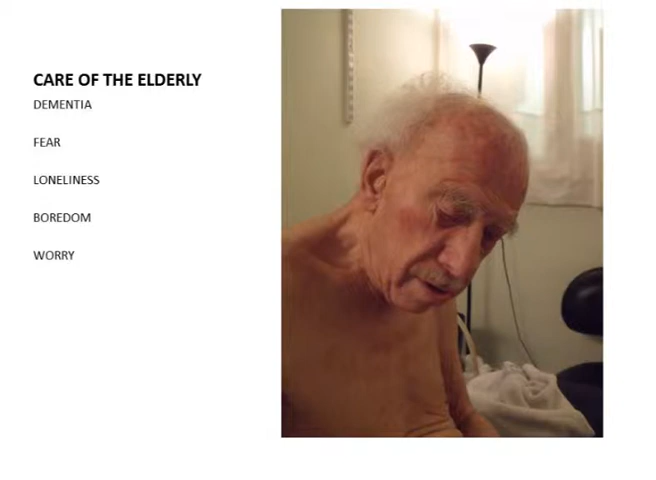 CARE OF THE ELDERLY
DEMENTIA
FEAR
LONELINESS
BOREDOM
WORRY